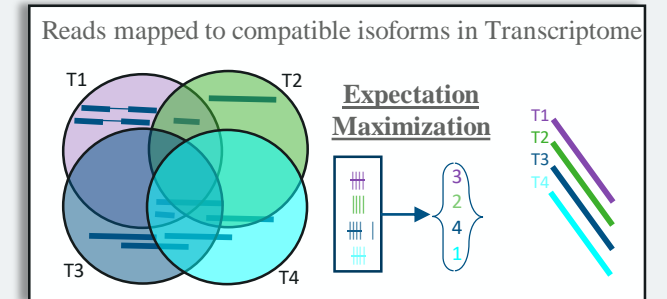 Reads mapped to compatible isoforms in Transcriptome
T1
T2
T3
T4
Expectation
Maximization
3
2
4
1
T1
T2
T3
T4